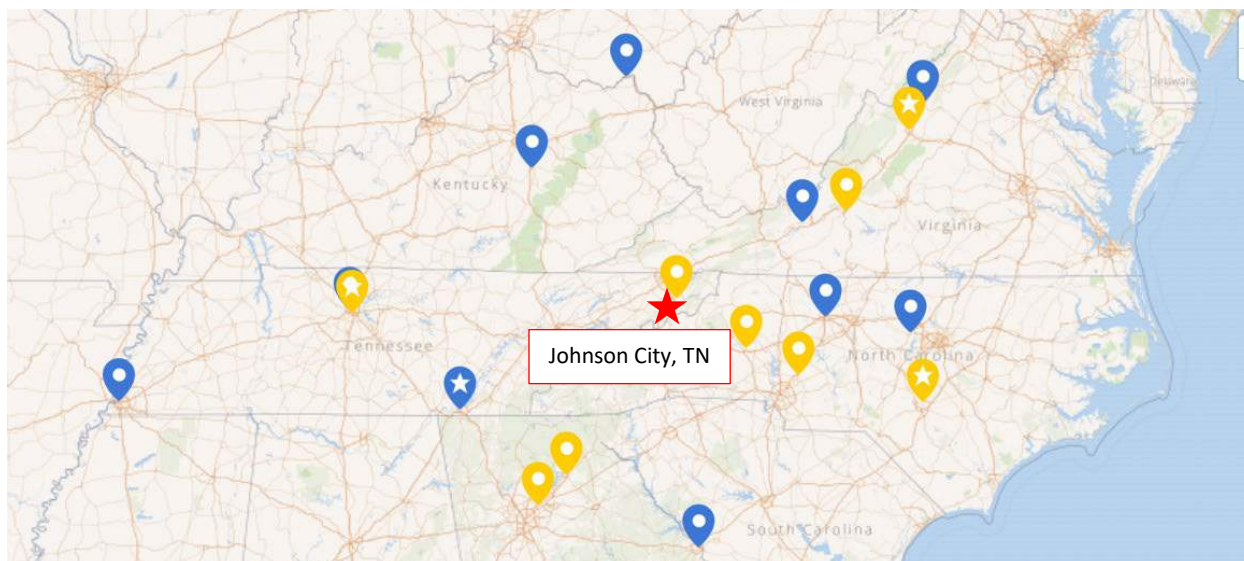 West Virginia
Delaware
Kentucky
Virginia
Tennessee
Johnson City, TN
North Carolina
South Carolina